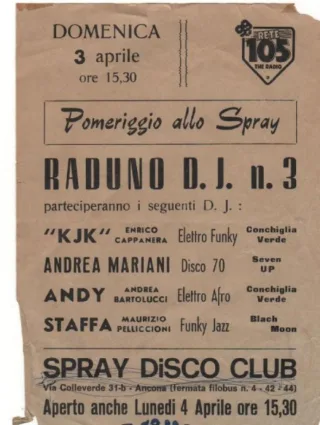 DOMENICA
3 aprile
ore 15,30
RETE
105
THE RADIO
Pomeriggio allo Spray
RADUNO D. J. n. 3
parteciperanno i seguenti D. J. :
"KJK" ENRICO CAPPANERA Elettro Funky Conchiglia Verde
ANDREA MARIANI Disco 70 Seven UP
ANDY ANDREA BARTOLUCCI Elettro Afro Conchiglia Verde
STAFFA MAURIZIO PELLICCIONI Funky Jazz Black Moon
SPRAY DiSCO CLUB
Via Colleverde 31-b - Ancona (fermata filobus n. 4 - 42 - 44)
Aperto anche Lunedì 4 Aprile ore 15,30